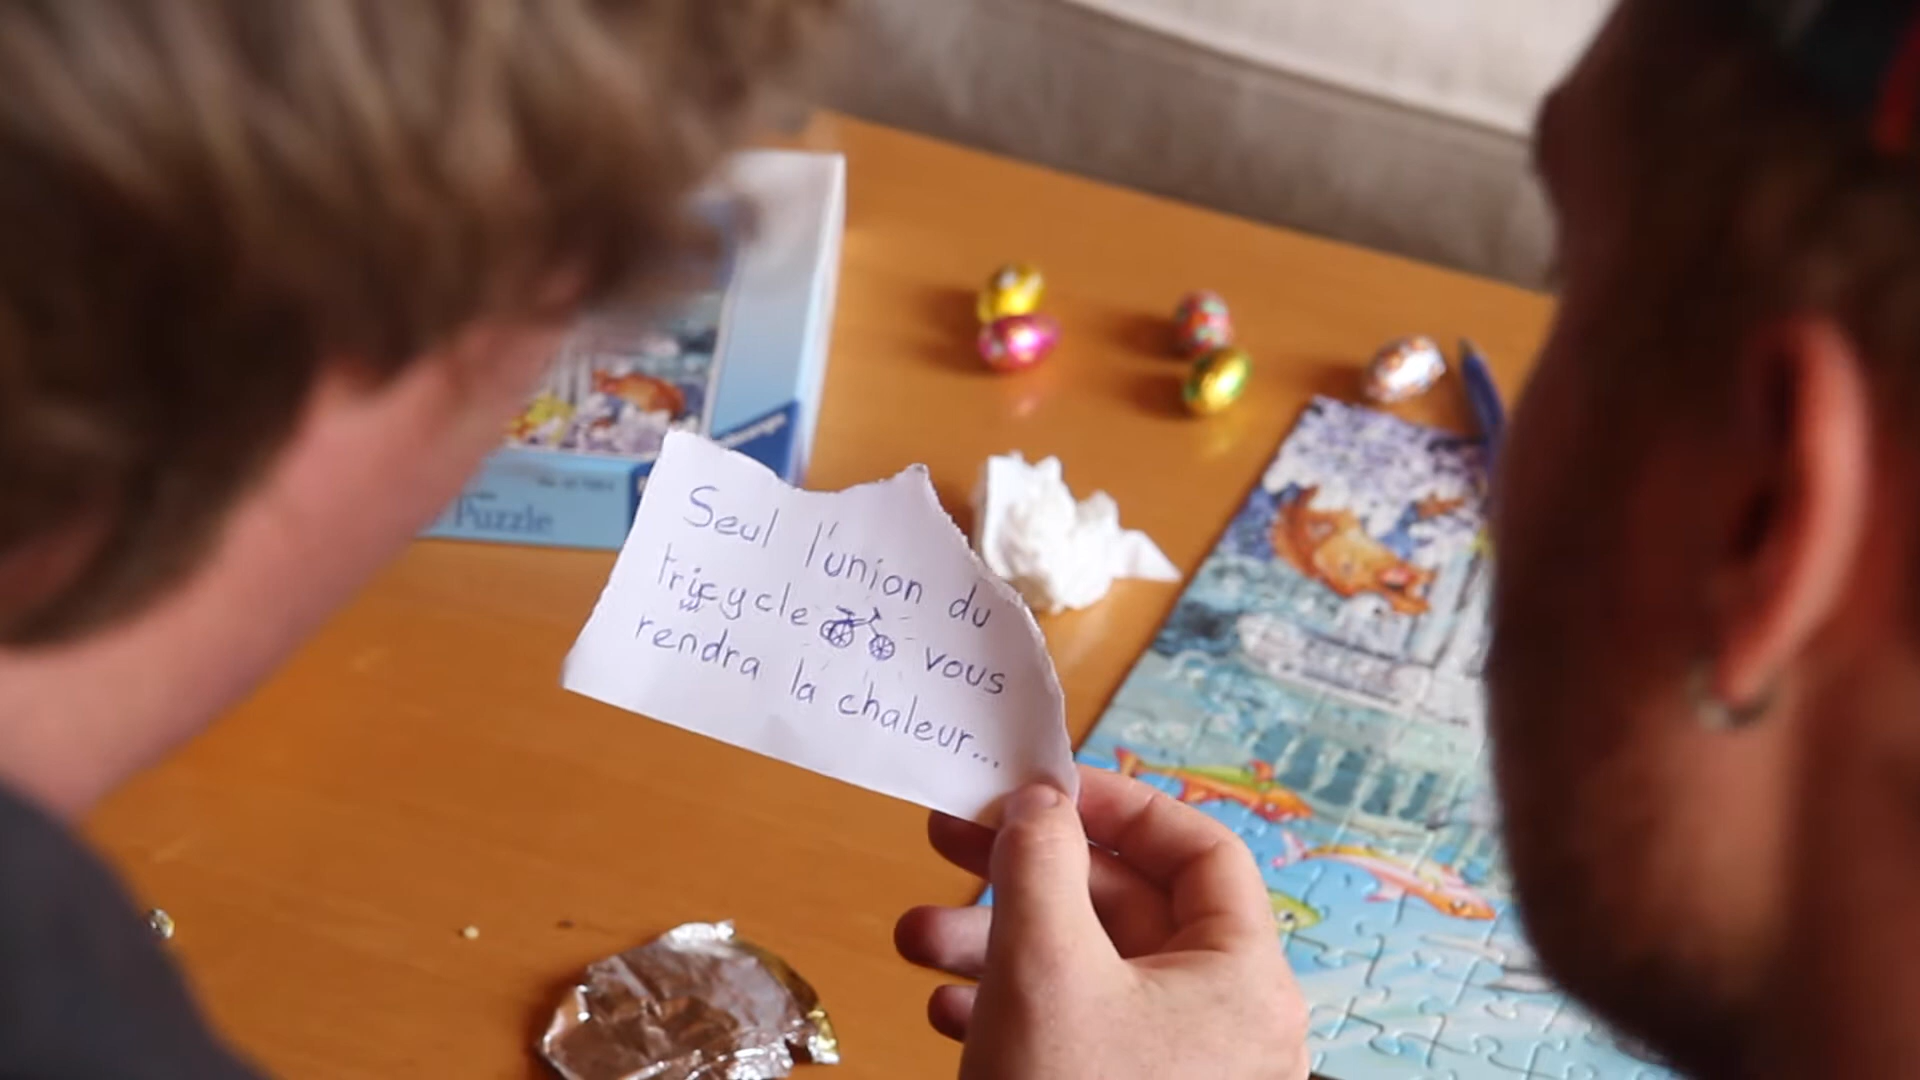 Seul l'union du
tricycle vous
rendra la chaleur...
Puzzle